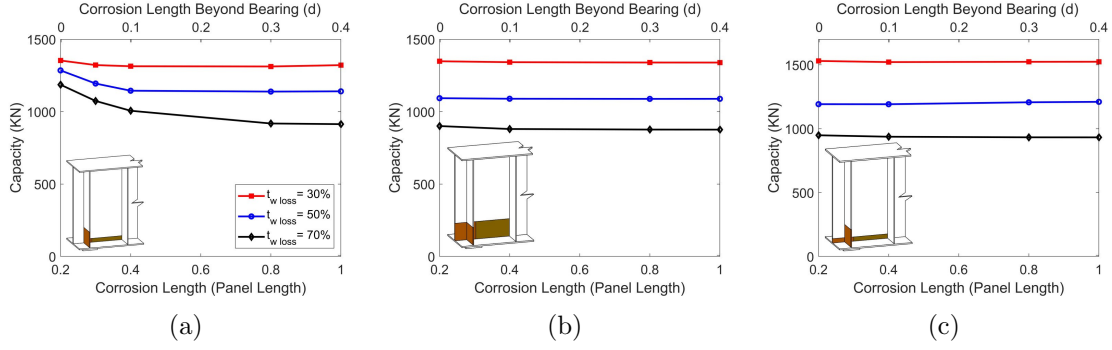 Corrosion Length Beyond Bearing (d)
0 0.1 0.2 0.3 0.4
1500
1000
500
0
Capacity (KN)
t_w loss = 30%
t_w loss = 50%
t_w loss = 70%
0.2 0.4 0.6 0.8 1
Corrosion Length (Panel Length)
(a)
Corrosion Length Beyond Bearing (d)
0 0.1 0.2 0.3 0.4
1500
1000
500
0
Capacity (KN)
0.2 0.4 0.6 0.8 1
Corrosion Length (Panel Length)
(b)
Corrosion Length Beyond Bearing (d)
0 0.1 0.2 0.3 0.4
1500
1000
500
0
Capacity (KN)
0.2 0.4 0.6 0.8 1
Corrosion Length (Panel Length)
(c)